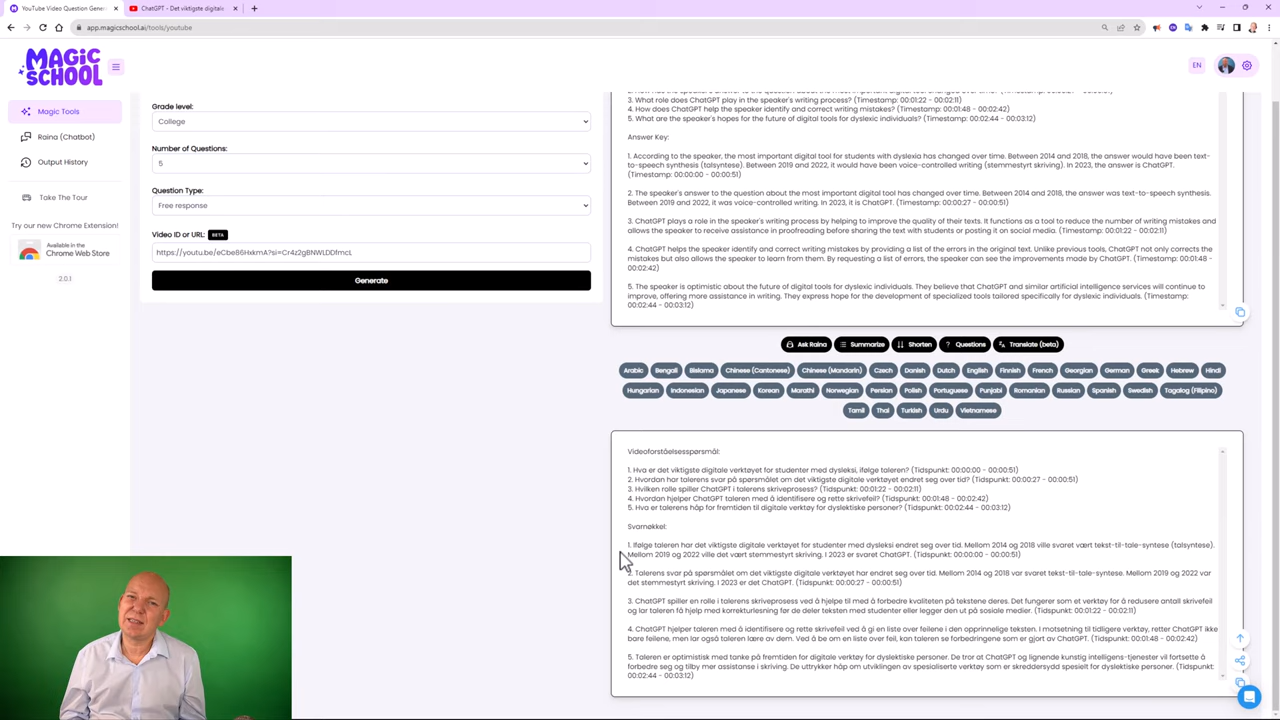 YouTube Video Question Gener
ChatGPT - Det viktigste digitale
app.magicschool.ai/tools/youtube
MAGIC
SCHOOL
EN
Magic Tools
Raina (Chatbot)
Output History
Take The Tour
Try our new Chrome Extension!
Available in the
Chrome Web Store
2.0.1
Grade level:
College
Number of Questions:
5
Question Type:
Free response
Video ID or URL: BETA
Generate
3. What role does ChatGPT play in the speaker's writing process? (Timestamp: 00:01:22 - 00:02:11)
4. How does ChatGPT help the speaker identify and correct writing mistakes? (Timestamp: 00:01:48 - 00:02:42)
5. What are the speaker's hopes for the future of digital tools for dyslexic individuals? (Timestamp: 00:02:44 - 00:03:12)
Answer Key:
1. According to the speaker, the most important digital tool for students with dyslexia has changed over time. Between 2014 and 2018, the answer would have been text-
to-speech synthesis (talsyntese). Between 2019 and 2022, it would have been voice-controlled writing (stemmestyrt skriving). In 2023, the answer is ChatGPT.
(Timestamp: 00:00:00 - 00:00:51)
2. The speaker's answer to the question about the most important digital tool has changed over time. Between 2014 and 2018, the answer was text-to-speech synthesis.
Between 2019 and 2022, it was voice-controlled writing. In 2023, it is ChatGPT. (Timestamp: 00:00:27 - 00:00:51)
3. ChatGPT plays a role in the speaker's writing process by helping to improve the quality of their texts. It functions as a tool to reduce the number of writing mistakes and
allows the speaker to receive assistance in proofreading before sharing the text with students or posting it on social media. (Timestamp: 00:01:22 - 00:02:11)
4. ChatGPT helps the speaker identify and correct writing mistakes by providing a list of the errors in the original text. Unlike previous tools, ChatGPT not only corrects the
mistakes but also allows the speaker to learn from them. By requesting a list of errors, the speaker can see the improvements made by ChatGPT. (Timestamp: 00:01:48 -
00:02:42)
5. The speaker is optimistic about the future of digital tools for dyslexic individuals. They believe that ChatGPT and similar artificial intelligence services will continue to
improve, offering more assistance in writing. They express hope for the development of specialized tools tailored specifically for dyslexic individuals. (Timestamp:
00:02:44 - 00:03:12)
Ask Raina Summarize Shorten Questions Translate (beta)
Arabic Bengali Bislama Chinese (Cantonese) Chinese (Mandarin) Czech Danish Dutch English Finnish French Georgian German Greek Hebrew Hindi
Hungarian Indonesian Japanese Korean Marathi Norwegian Persian Polish Portuguese Punjabi Romanian Russian Spanish Swedish Tagalog (Filipino)
Tamil Thai Turkish Urdu Vietnamese
Videoforståelsesspørsmål:
1. Hva er det viktigste digitale verktøyet for studenter med dysleksi, ifølge taleren? (Tidspunkt: 00:00:00 - 00:00:51)
2. Hvordan har talerens svar på spørsmålet om det viktigste digitale verktøyet endret seg over tid? (Tidspunkt: 00:00:27 - 00:00:51)
3. Hvilken rolle spiller ChatGPT i talerens skriveprosess? (Tidspunkt: 00:01:22 - 00:02:11)
4. Hvordan hjelper ChatGPT taleren med å identifisere og rette skrivefeil? (Tidspunkt: 00:01:48 - 00:02:42)
5. Hva er talerens håp for fremtiden til digitale verktøy for dyslektiske personer? (Tidspunkt: 00:02:44 - 00:03:12)
Svarnøkkel:
1. Ifølge taleren har det viktigste digitale verktøyet for studenter med dysleksi endret seg over tid. Mellom 2014 og 2018 ville svaret vært tekst-til-tale-syntese (talsyntese).
Mellom 2019 og 2022 ville det vært stemmestyrt skriving. I 2023 er svaret ChatGPT. (Tidspunkt: 00:00:00 - 00:00:51)
2. Talerens svar på spørsmålet om det viktigste digitale verktøyet har endret seg over tid. Mellom 2014 og 2018 var svaret tekst-til-tale-syntese. Mellom 2019 og 2022 var
det stemmestyrt skriving. I 2023 er det ChatGPT. (Tidspunkt: 00:00:27 - 00:00:51)
3. ChatGPT spiller en rolle i talerens skriveprosess ved å hjelpe til med å forbedre kvaliteten på tekstene deres. Det fungerer som et verktøy for å redusere antall skrivefeil
og lar taleren få hjelp med korrekturlesning før de deler teksten med studenter eller legger den ut på sosiale medier. (Tidspunkt: 00:01:22 - 00:02:11)
4. ChatGPT hjelper taleren med å identifisere og rette skrivefeil ved å gi en liste over feilene i den opprinnelige teksten. I motsetning til tidligere verktøy, retter ChatGPT ikke
bare feilene, men lar også taleren lære av dem. Ved å be om en liste over feil, kan taleren se forbedringene som er gjort av ChatGPT. (Tidspunkt: 00:01:48 - 00:02:42)
5. Taleren er optimistisk med tanke på fremtiden for digitale verktøy for dyslektiske personer. De tror at ChatGPT og lignende kunstig intelligens-tjenester vil fortsette å
forbedre seg og tilby mer assistanse i skriving. De uttrykker håp om utviklingen av spesialiserte verktøy som er skreddersydd spesielt for dyslektiske personer. (Tidspunkt:
00:02:44 - 00:03:12)